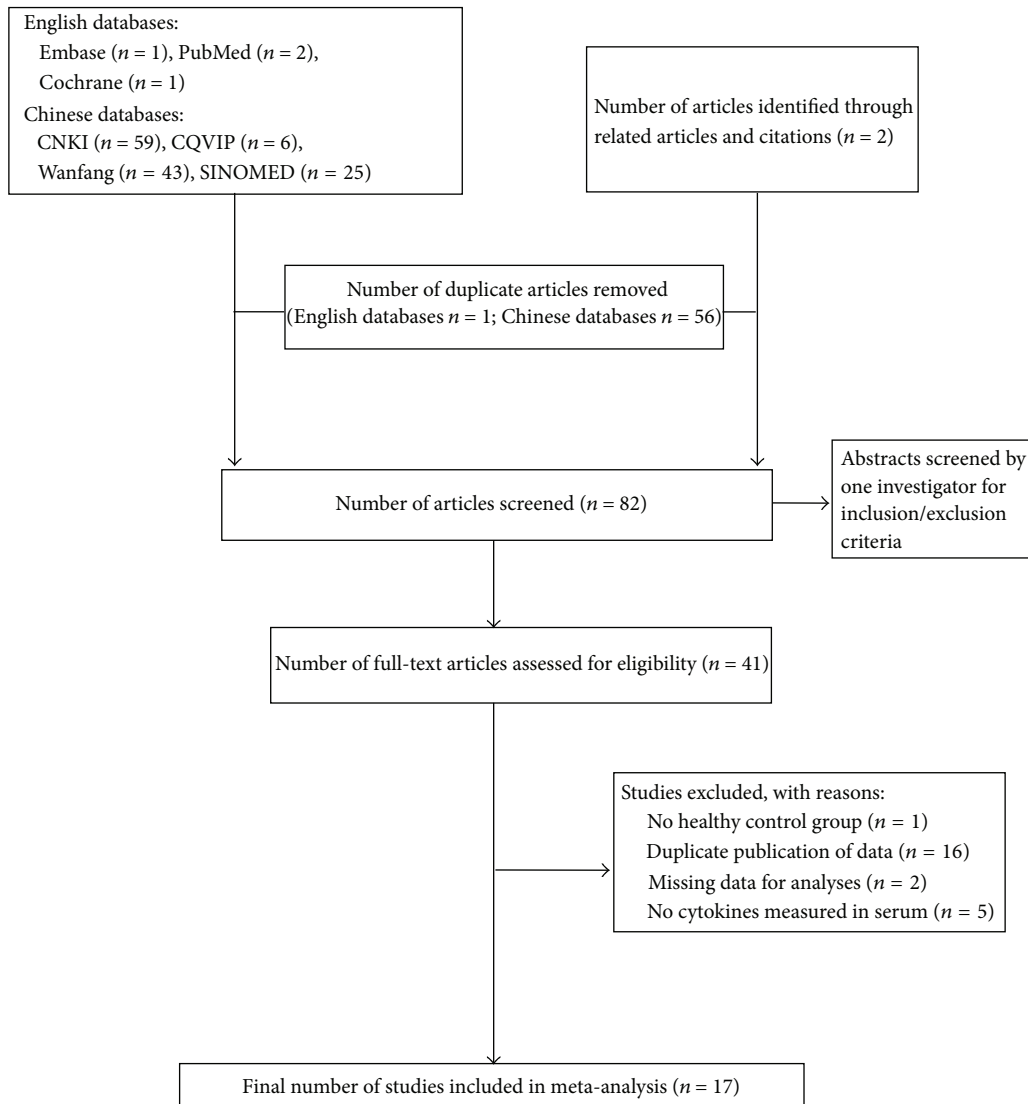 English databases:
Embase (n = 1), PubMed (n = 2),
Cochrane (n = 1)
Chinese databases:
CNKI (n = 59), CQVIP (n = 6),
Wanfang (n = 43), SINOMED (n = 25)
Number of articles identified through
related articles and citations (n = 2)
Number of duplicate articles removed
(English databases n = 1; Chinese databases n = 56)
Number of articles screened (n = 82)
Abstracts screened by
one investigator for
inclusion/exclusion
criteria
Number of full-text articles assessed for eligibility (n = 41)
Studies excluded, with reasons:
No healthy control group (n = 1)
Duplicate publication of data (n = 16)
Missing data for analyses (n = 2)
No cytokines measured in serum (n = 5)
Final number of studies included in meta-analysis (n = 17)